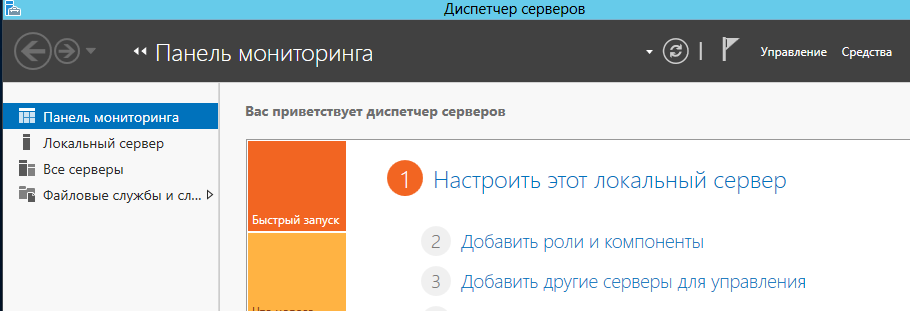 Диспетчер серверов
Панель мониторинга
Управление
Средства
Панель мониторинга
Локальный сервер
Все серверы
Файловые службы и сл...
Вас приветствует диспетчер серверов
Быстрый запуск
1 Настроить этот локальный сервер
2 Добавить роли и компоненты
3 Добавить другие серверы для управления